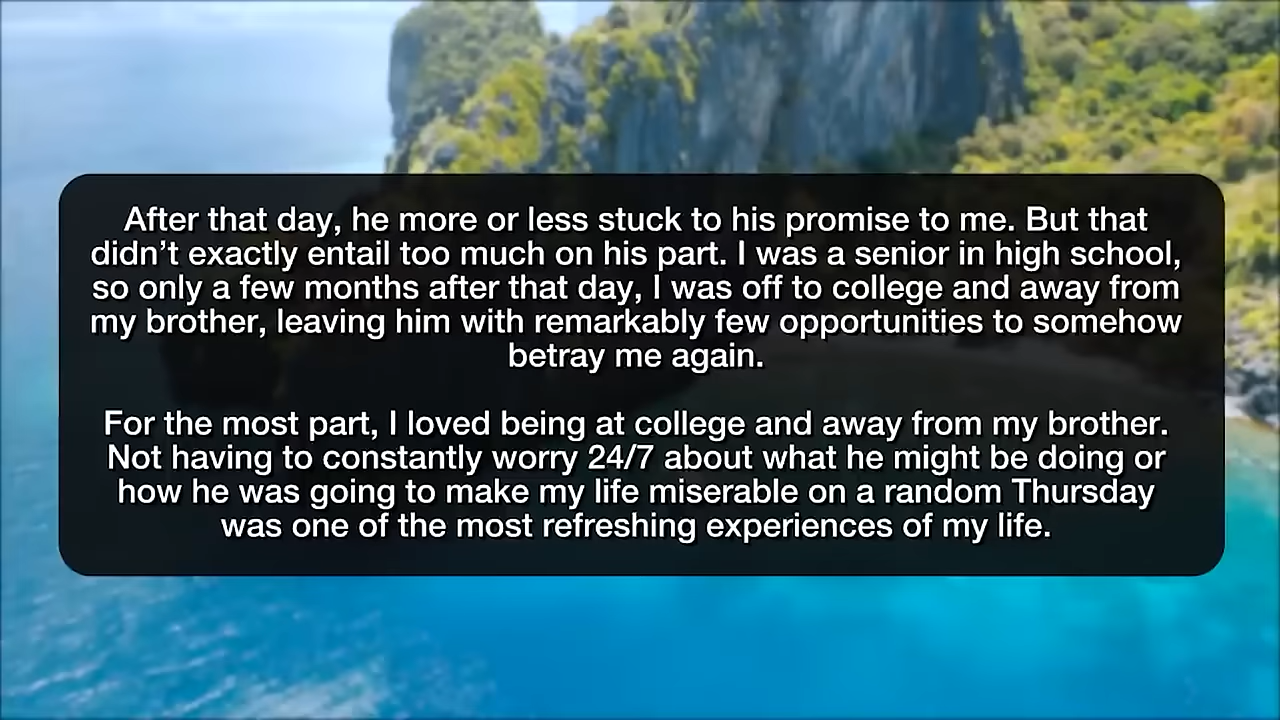 After that day, he more or less stuck to his promise to me. But that
didn’t exactly entail too much on his part. I was a senior in high school,
so only a few months after that day, I was off to college and away from
my brother, leaving him with remarkably few opportunities to somehow
betray me again.
For the most part, I loved being at college and away from my brother.
Not having to constantly worry 24/7 about what he might be doing or
how he was going to make my life miserable on a random Thursday
was one of the most refreshing experiences of my life.